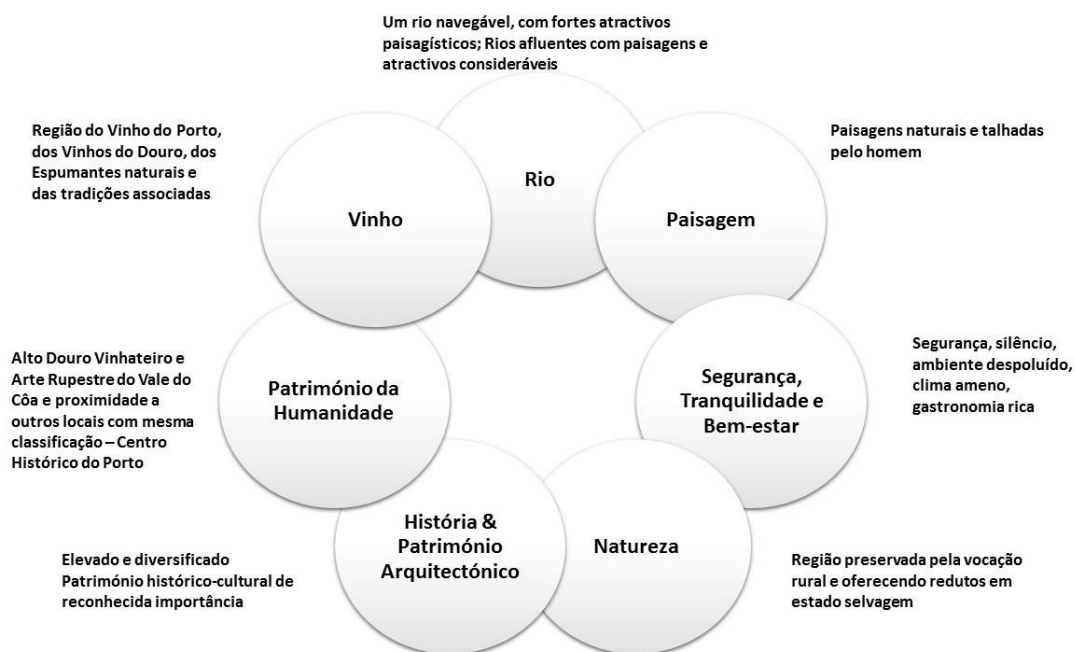 Um rio navegável, com fortes atractivos
paisagísticos; Rios afluentes com paisagens e
atractivos consideráveis
Região do Vinho do Porto,
dos Vinhos do Douro, dos
Espumantes naturais e
das tradições associadas
Paisagens naturais e talhadas
pelo homem
Rio
Vinho
Paisagem
Alto Douro Vinhateiro e
Arte Rupestre do Vale do
Côa e proximidade a
outros locais com mesma
classificação – Centro
Histórico do Porto
Património da
Humanidade
Segurança,
Tranquilidade e
Bem-estar
Segurança, silêncio,
ambiente despoluído,
clima ameno,
gastronomia rica
História &
Património
Arquitectónico
Natureza
Elevado e diversificado
Património histórico-cultural de
reconhecida importância
Região preservada pela vocação
rural e oferecendo redutos em
estado selvagem